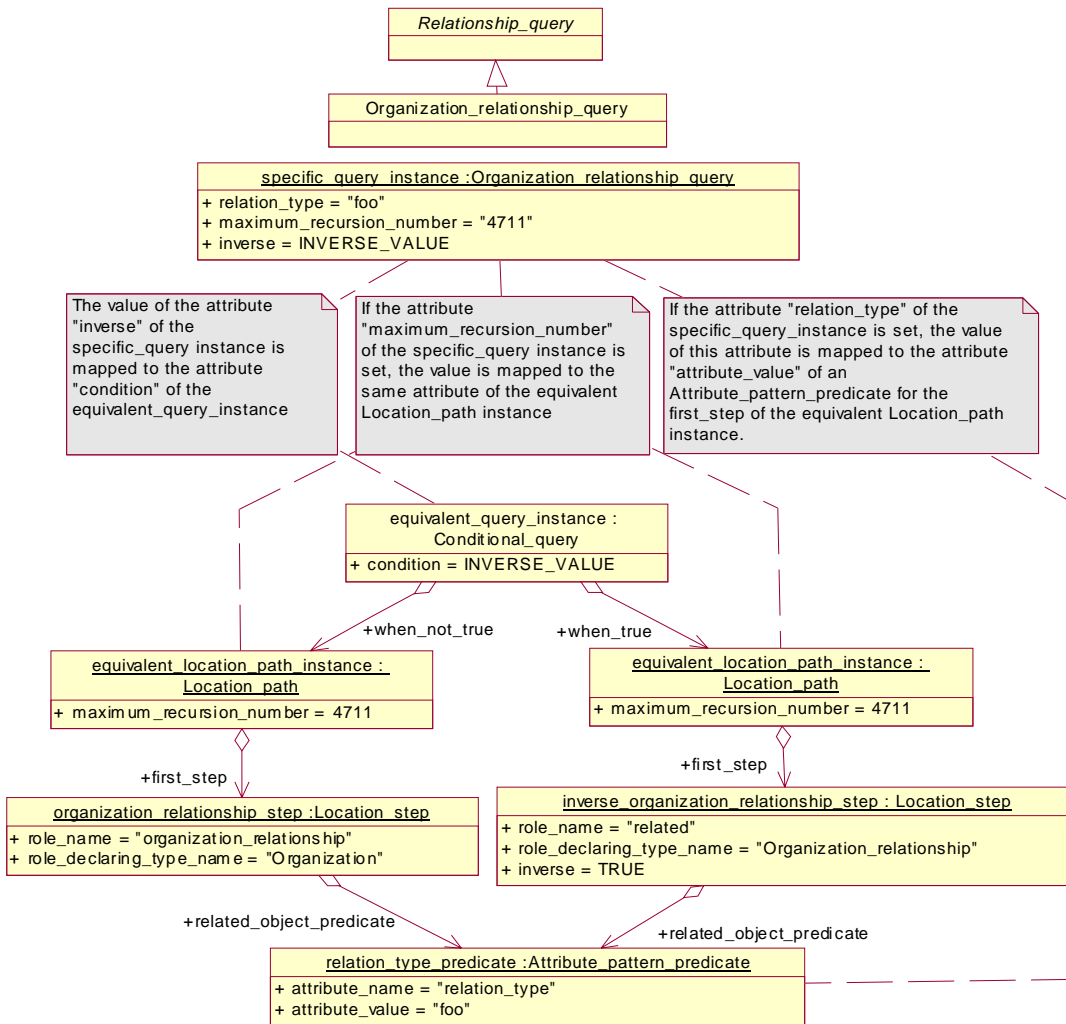 Relationship_query
Organization_relationship_query
specific_query_instance :Organization_relationship_query
+ relation_type = "foo"
+ maximum_recursion_number = "4711"
+ inverse = INVERSE_VALUE
The value of the attribute
"inverse" of the
specific_query instance is
mapped to the attribute
"condition" of the
equivalent_query_instance
If the attribute
"maximum_recursion_number"
of the specific_query instance is
set, the value is mapped to the
same attribute of the equivalent
Location_path instance
If the attribute "relation_type" of the
specific_query_instance is set, the value
of this attribute is mapped to the attribute
"attribute_value" of an
Attribute_pattern_predicate for the
first_step of the equivalent Location_path
instance.
equivalent_query_instance :
Conditional_query
+ condition = INVERSE_VALUE
+when_not_true
+when_true
equivalent_location_path_instance :
Location_path
+ maximum_recursion_number = 4711
equivalent_location_path_instance :
Location_path
+ maximum_recursion_number = 4711
+first_step
+first_step
organization_relationship_step :Location_step
+ role_name = "organization_relationship"
+ role_declaring_type_name = "Organization"
inverse_organization_relationship_step : Location_step
+ role_name = "related"
+ role_declaring_type_name = "Organization_relationship"
+ inverse = TRUE
+related_object_predicate
+related_object_predicate
relation_type_predicate :Attribute_pattern_predicate
+ attribute_name = "relation_type"
+ attribute_value = "foo"